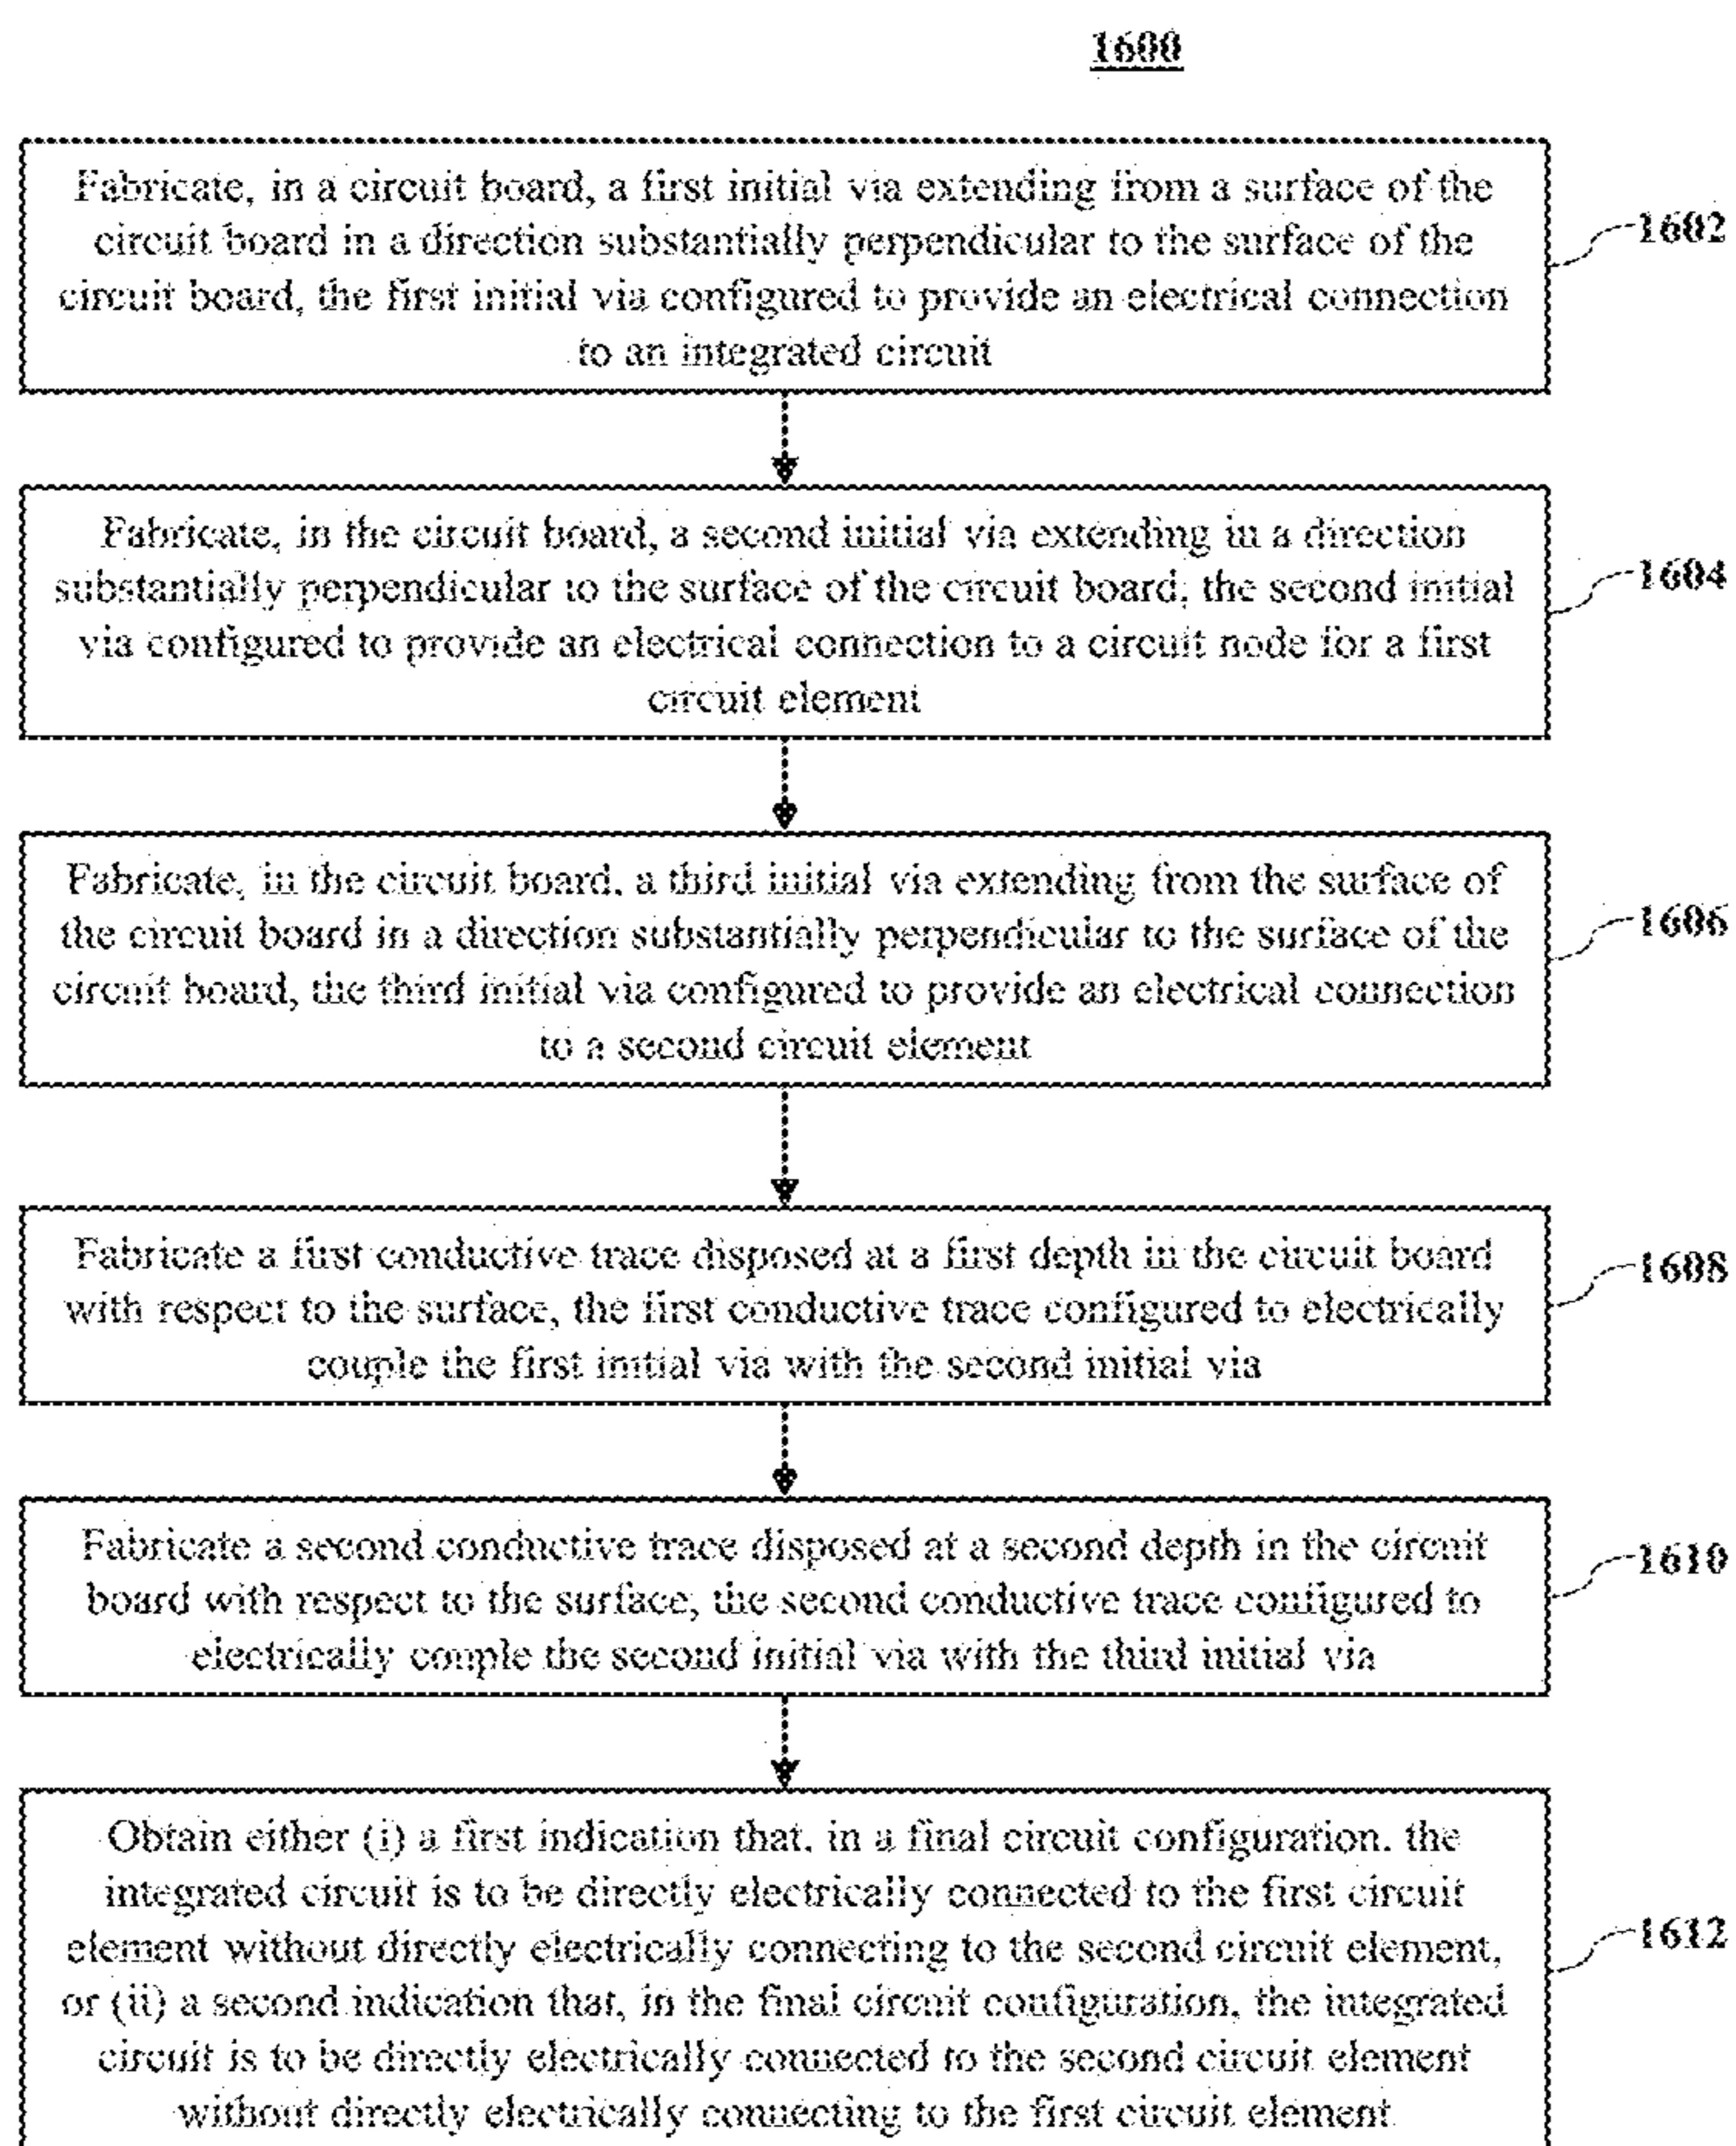 1600
Fabricate, in a circuit board, a first initial via extending from a surface of the
circuit board in a direction substantially perpendicular to the surface of the
circuit board, the first initial via configured to provide an electrical connection
to an integrated circuit
1602
Fabricate, in the circuit board, a second initial via extending in a direction
substantially perpendicular to the surface of the circuit board, the second initial
via configured to provide an electrical connection to a circuit node for a first
circuit element
1604
Fabricate, in the circuit board, a third initial via extending from the surface of
the circuit board in a direction substantially perpendicular to the surface of the
circuit board, the third initial via configured to provide an electrical connection
to a second circuit element
1606
Fabricate a first conductive trace disposed at a first depth in the circuit board
with respect to the surface, the first conductive trace configured to electrically
couple the first initial via with the second initial via
1608
Fabricate a second conductive trace disposed at a second depth in the circuit
board with respect to the surface, the second conductive trace configured to
electrically couple the second initial via with the third initial via
1610
Obtain either (i) a first indication that, in a final circuit configuration, the
integrated circuit is to be directly electrically connected to the first circuit
element without directly electrically connecting to the second circuit element,
or (ii) a second indication that, in the final circuit configuration, the integrated
circuit is to be directly electrically connected to the second circuit element
without directly electrically connecting to the first circuit element
1612